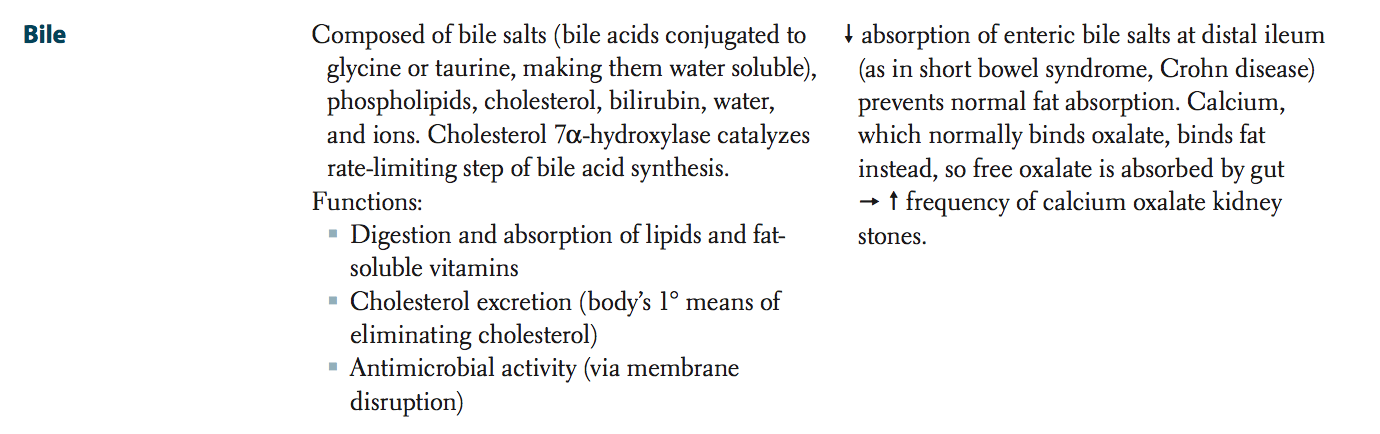 Bile
Composed of bile salts (bile acids conjugated to
glycine or taurine, making them water soluble),
phospholipids, cholesterol, bilirubin, water,
and ions. Cholesterol 7α-hydroxylase catalyzes
rate-limiting step of bile acid synthesis.
Functions:
▪ Digestion and absorption of lipids and fat-
soluble vitamins
▪ Cholesterol excretion (body’s 1° means of
eliminating cholesterol)
▪ Antimicrobial activity (via membrane
disruption)
↓ absorption of enteric bile salts at distal ileum
(as in short bowel syndrome, Crohn disease)
prevents normal fat absorption. Calcium,
which normally binds oxalate, binds fat
instead, so free oxalate is absorbed by gut
→ ↑ frequency of calcium oxalate kidney
stones.